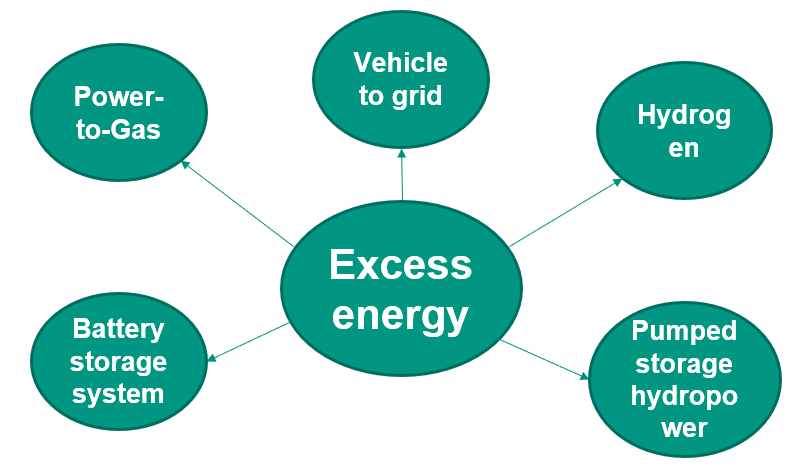 Power-
to-Gas
Vehicle
to grid
Hydrog
en
Excess
energy
Battery
storage
system
Pumped
storage
hydropo
wer